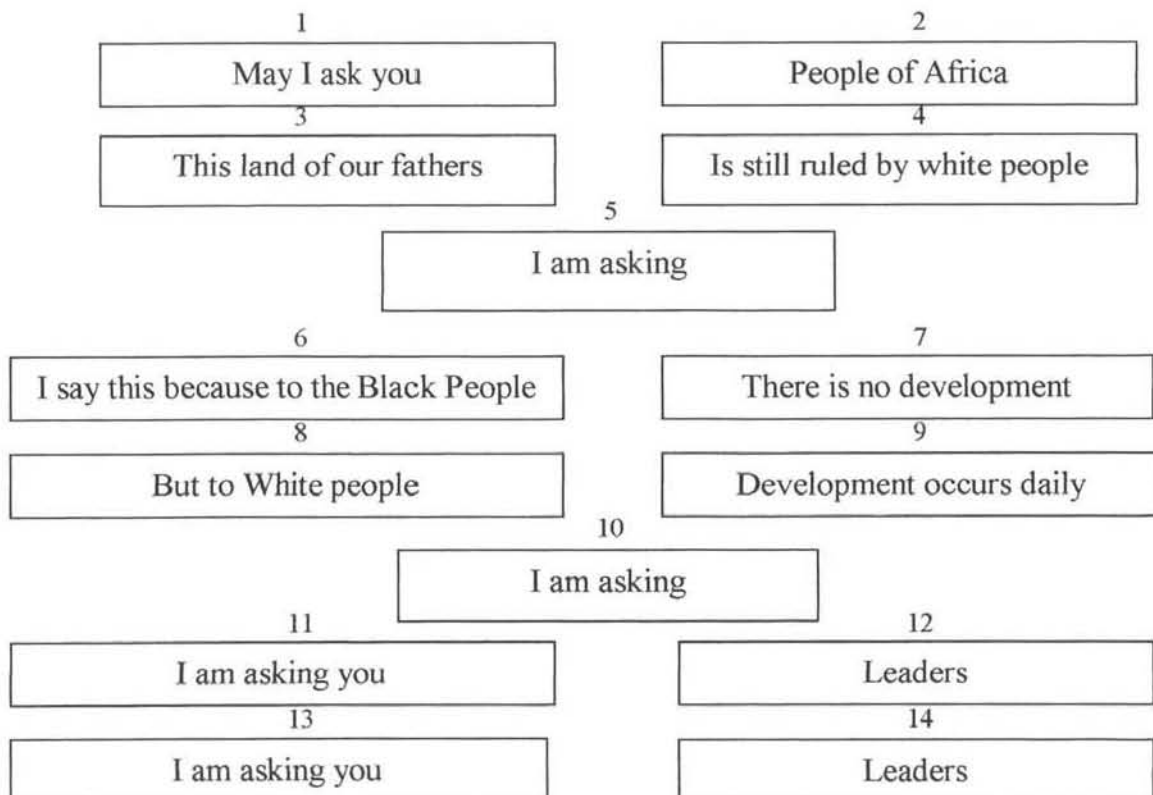 1 2
May I ask you People of Africa
3 4
This land of our fathers Is still ruled by white people
5
I am asking
6 7
I say this because to the Black People There is no development
8 9
But to White people Development occurs daily
10
I am asking
11 12
I am asking you Leaders
13 14
I am asking you Leaders